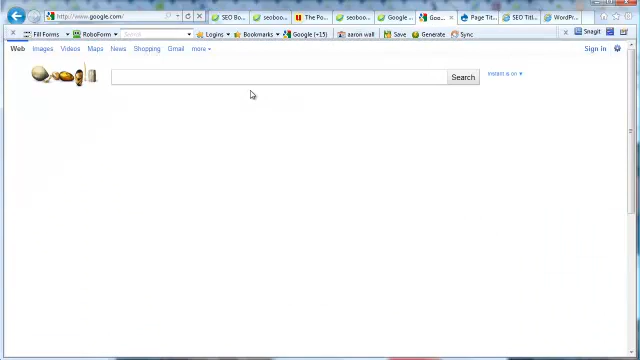 http://www.google.com/
SEO Bo...
seoboo...
The Po...
seoboo...
Google ...
Goo...
Page Titl...
SEO Titl...
WordPr...
Fill Forms
RoboForm
Search
Logins
Bookmarks
Google (+15)
aaron wall
Save
Generate
Sync
Snagit
Web Images Videos Maps News Shopping Gmail more
Sign in
Search
Instant is on